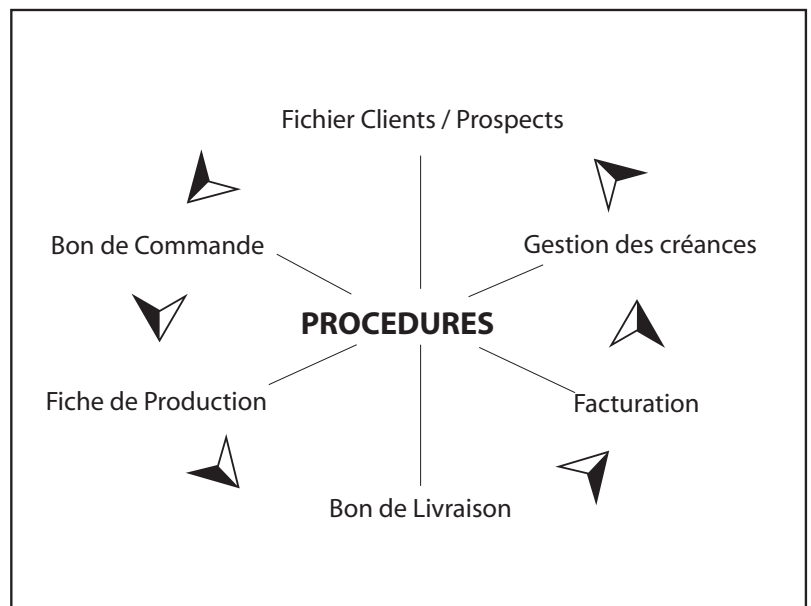 Fichier Clients / Prospects
Bon de Commande
Gestion des créances
PROCEDURES
Fiche de Production
Facturation
Bon de Livraison